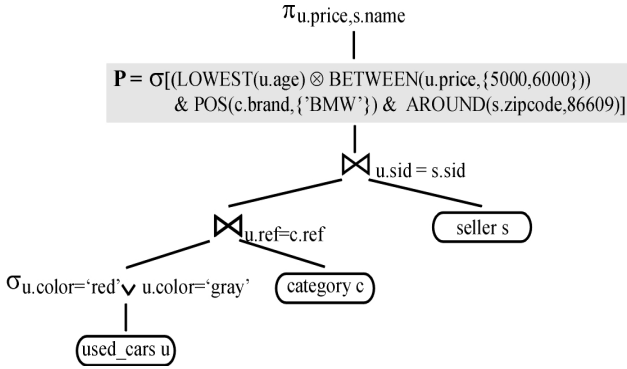 π u.price,s.name
P = σ[(LOWEST(u.age) ⊗ BETWEEN(u.price,{5000,6000}))
& POS(c.brand,{'BMW'}) & AROUND(s.zipcode,86609)]
⋈ u.sid = s.sid
⋈ u.ref=c.ref
seller s
σ u.color=‘red’ ∨ u.color=‘gray’
category c
used_cars u